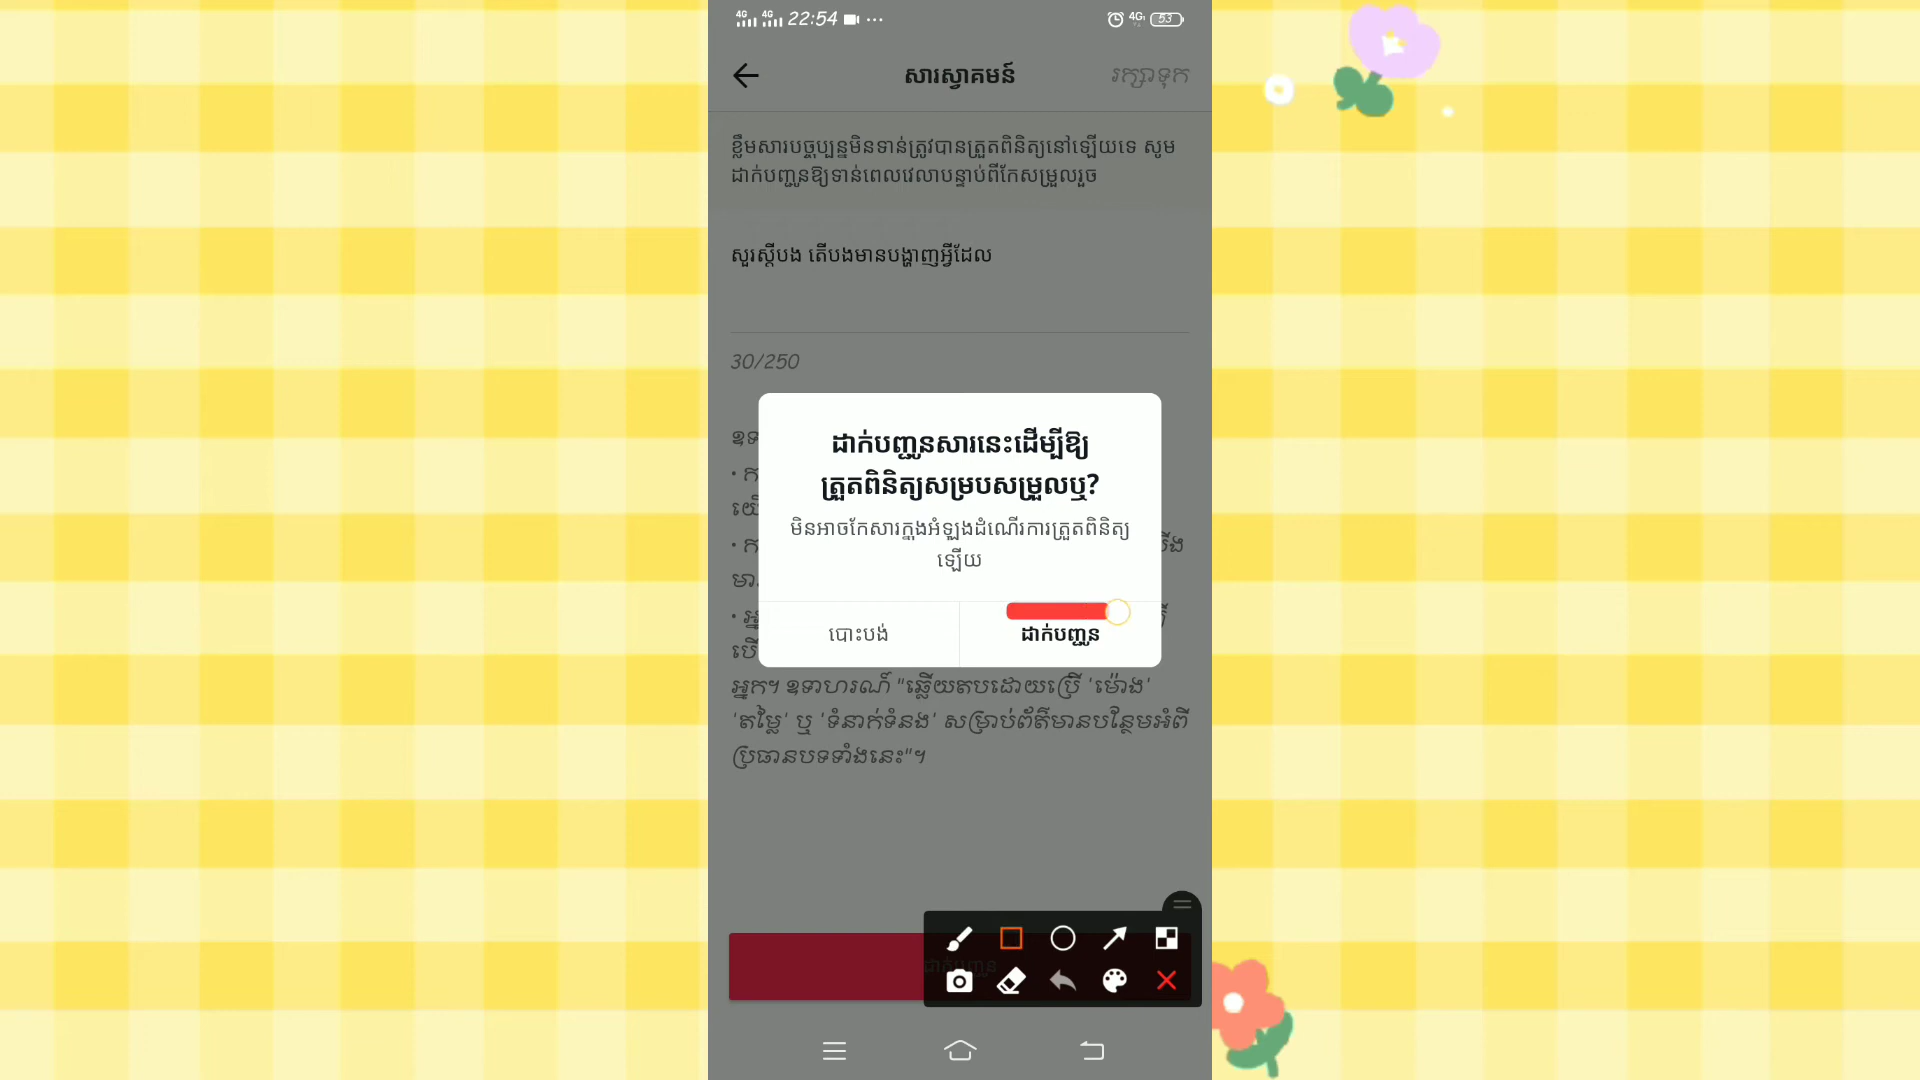 4G 4G 22:54 4G 53
សារស្វាគមន៍ រក្សាទុក
ខ្លឹមសារបច្ចុប្បន្នមិនទាន់ត្រូវបានត្រួតពិនិត្យនៅឡើយទេ សូម
ដាក់បញ្ជូនឱ្យទាន់ពេលវេលាបន្ទាប់ពីកែសម្រួលរួច
សួរស្ដីបង តើបងមានបង្ហាញអ្វីដែល
30/250
ដាក់បញ្ជូនសារនេះដើម្បីឱ្យ
ត្រួតពិនិត្យសម្របសម្រួលឬ?
មិនអាចកែសារក្នុងអំឡុងដំណើរការត្រួតពិនិត្យ
ឡើយ
បោះបង់ ដាក់បញ្ជូន
អ្នក។ ឧទាហរណ៍ "ឆ្លើយតបដោយប្រើ 'ម៉ោង'
'តម្លៃ' ឬ 'ទំនាក់ទំនង' សម្រាប់ព័ត៌មានបន្ថែមអំពី
ប្រធានបទទាំងនេះ"។
ដាក់បញ្ជូន